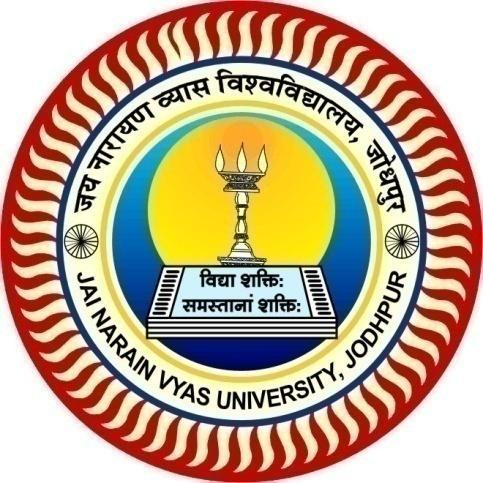 जय नारायण व्यास विश्वविद्यालय, जोधपुर
विद्या शक्ति:
समस्तानां शक्ति:
JAI NARAIN VYAS UNIVERSITY, JODHPUR